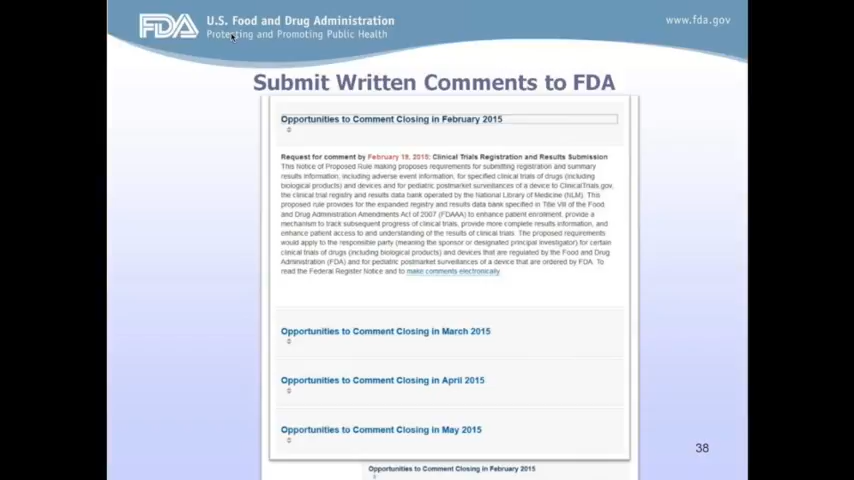 FDA
U.S. Food and Drug Administration
Protecting and Promoting Public Health
www.fda.gov
Submit Written Comments to FDA
Opportunities to Comment Closing in February 2015
Request for comment by February 18, 2015: Clinical Trials Registration and Results Submission
This Notice of Proposed Rule making proposes requirements for submitting registration and summary
results information, including adverse event information, for specified clinical trials of drugs (including
biological products) and devices and for pediatric postmarket surveillances of a device to ClinicalTrials.gov,
the clinical trial registry and results data bank operated by the National Library of Medicine (NLM). This
proposed rule provides for the expanded registry and results data bank specified in Title VIII of the Food
and Drug Administration Amendments Act of 2007 (FDAAA) to enhance patient enrollment, provide a
mechanism to track subsequent progress of clinical trials, provide more complete results information, and
enhance patient access to and understanding of the results of clinical trials. The proposed requirements
would apply to the responsible party (meaning the sponsor or designated principal investigator) for certain
clinical trials of drugs (including biological products) and devices that are regulated by the Food and Drug
Administration (FDA) and for pediatric postmarket surveillances of a device that are ordered by FDA. To
read the Federal Register Notice and to make comments electronically
Opportunities to Comment Closing in March 2015
Opportunities to Comment Closing in April 2015
Opportunities to Comment Closing in May 2015
38
Opportunities to Comment Closing in February 2015